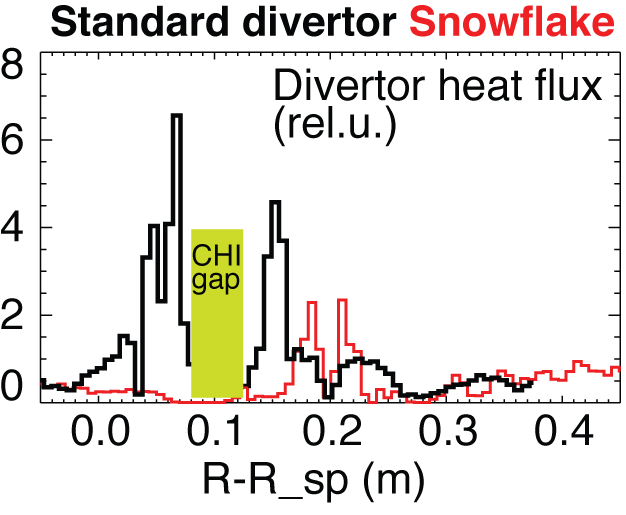 Standard divertor Snowflake
Divertor heat flux
(rel.u.)
8
6
4
2
0
CHI
gap
0.0 0.1 0.2 0.3 0.4
R-R_sp (m)